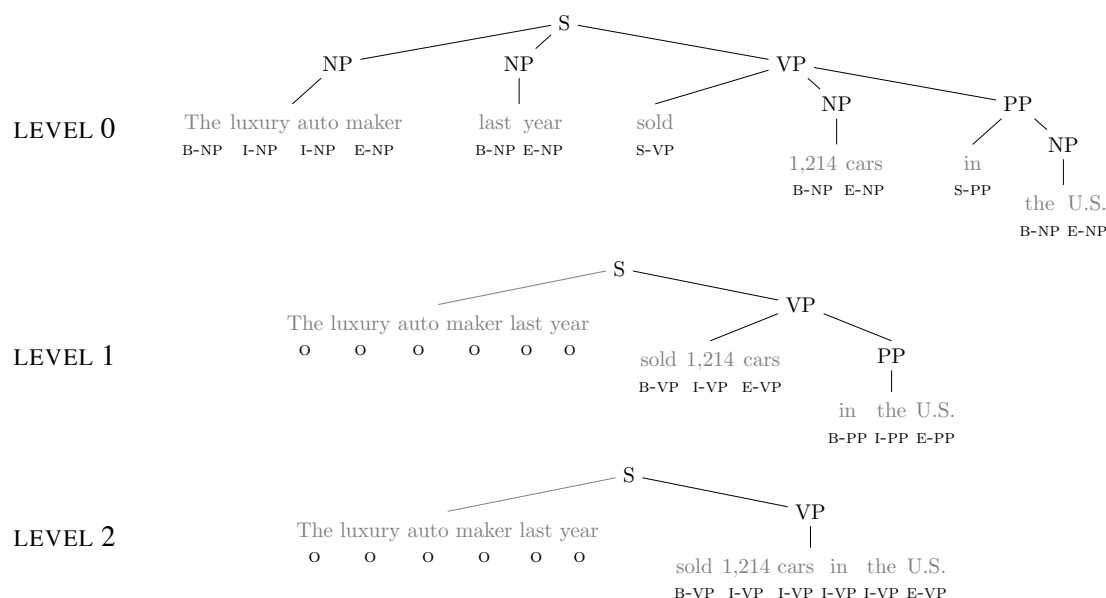 S
NP NP VP
NP PP
LEVEL 0 The luxury auto maker last year sold
B-NP I-NP I-NP E-NP B-NP E-NP S-VP
NP
1,214 cars in
B-NP E-NP S-PP
the U.S.
B-NP E-NP
S
VP
The luxury auto maker last year
O O O O O O
LEVEL 1 PP
sold 1,214 cars
B-VP I-VP E-VP
in the U.S.
B-PP I-PP E-PP
S
VP
The luxury auto maker last year
LEVEL 2
O O O O O O
sold 1,214 cars in the U.S.
B-VP I-VP I-VP I-VP I-VP E-VP